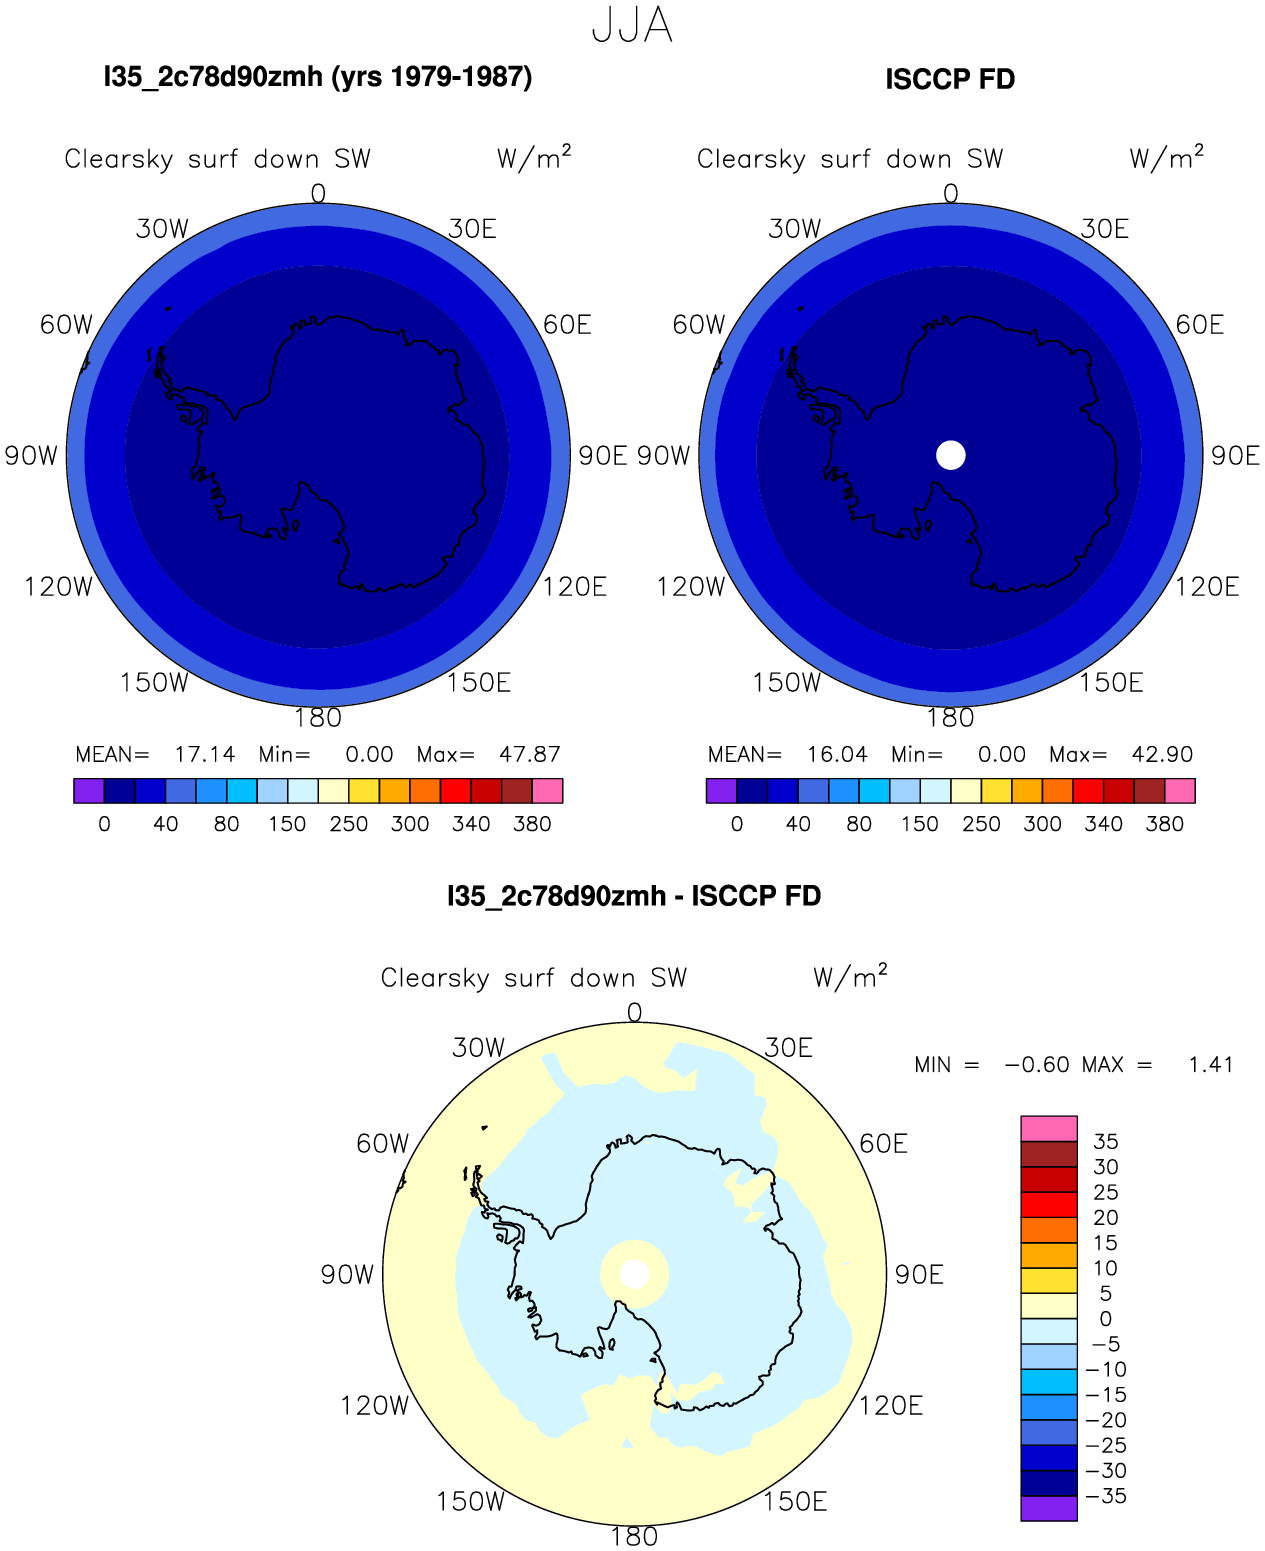 JJA
I35_2c78d90zmh (yrs 1979-1987)
ISCCP FD
Clearsky surf down SW W/m²
Clearsky surf down SW W/m²
0
30W 30E
60W 60E
90W 90E
120W 120E
150W 150E
180
0
30W 30E
60W 60E
90W 90E
120W 120E
150W 150E
180
MEAN= 17.14 Min= 0.00 Max= 47.87
0 40 80 150 250 300 340 380
MEAN= 16.04 Min= 0.00 Max= 42.90
0 40 80 150 250 300 340 380
I35_2c78d90zmh - ISCCP FD
Clearsky surf down SW W/m²
0
30W 30E
60W 60E
90W 90E
120W 120E
150W 150E
180
MIN = -0.60 MAX = 1.41
35
30
25
20
15
10
5
0
-5
-10
-15
-20
-25
-30
-35